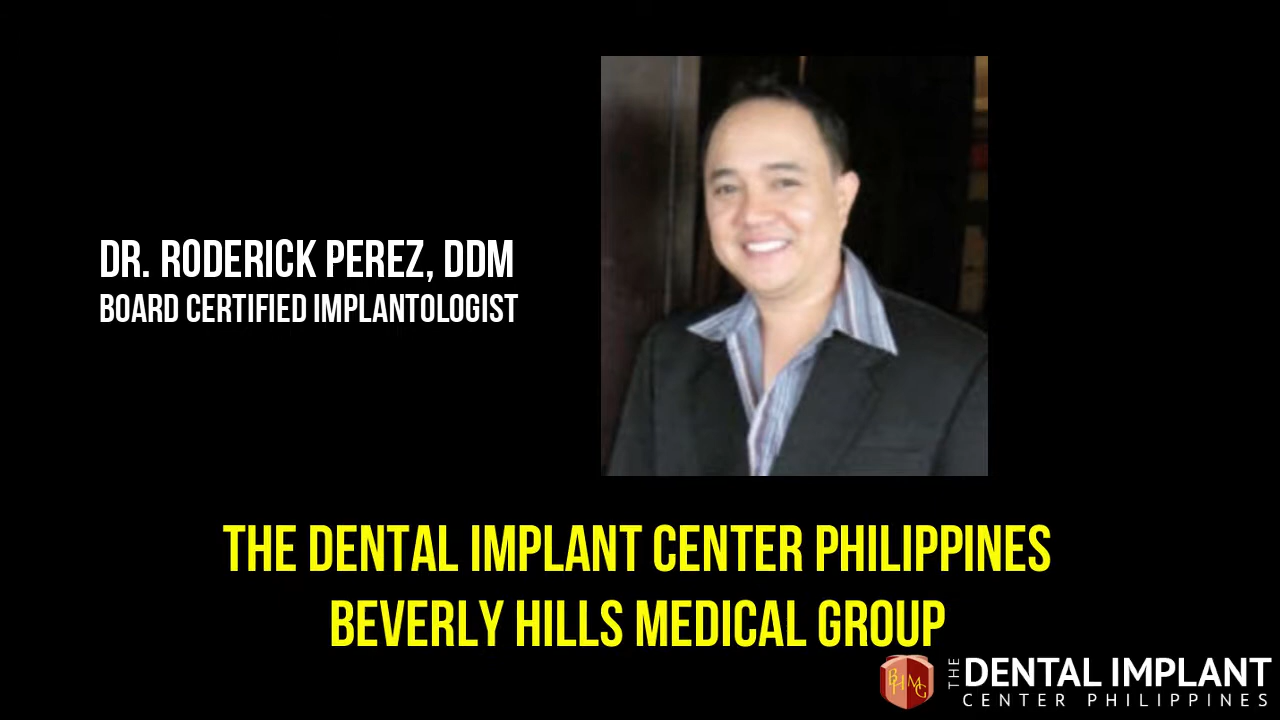 DR. RODERICK PEREZ, DDM
BOARD CERTIFIED IMPLANTOLOGIST
THE DENTAL IMPLANT CENTER PHILIPPINES
BEVERLY HILLS MEDICAL GROUP
BHMG
THE DENTAL IMPLANT
CENTER PHILIPPINES